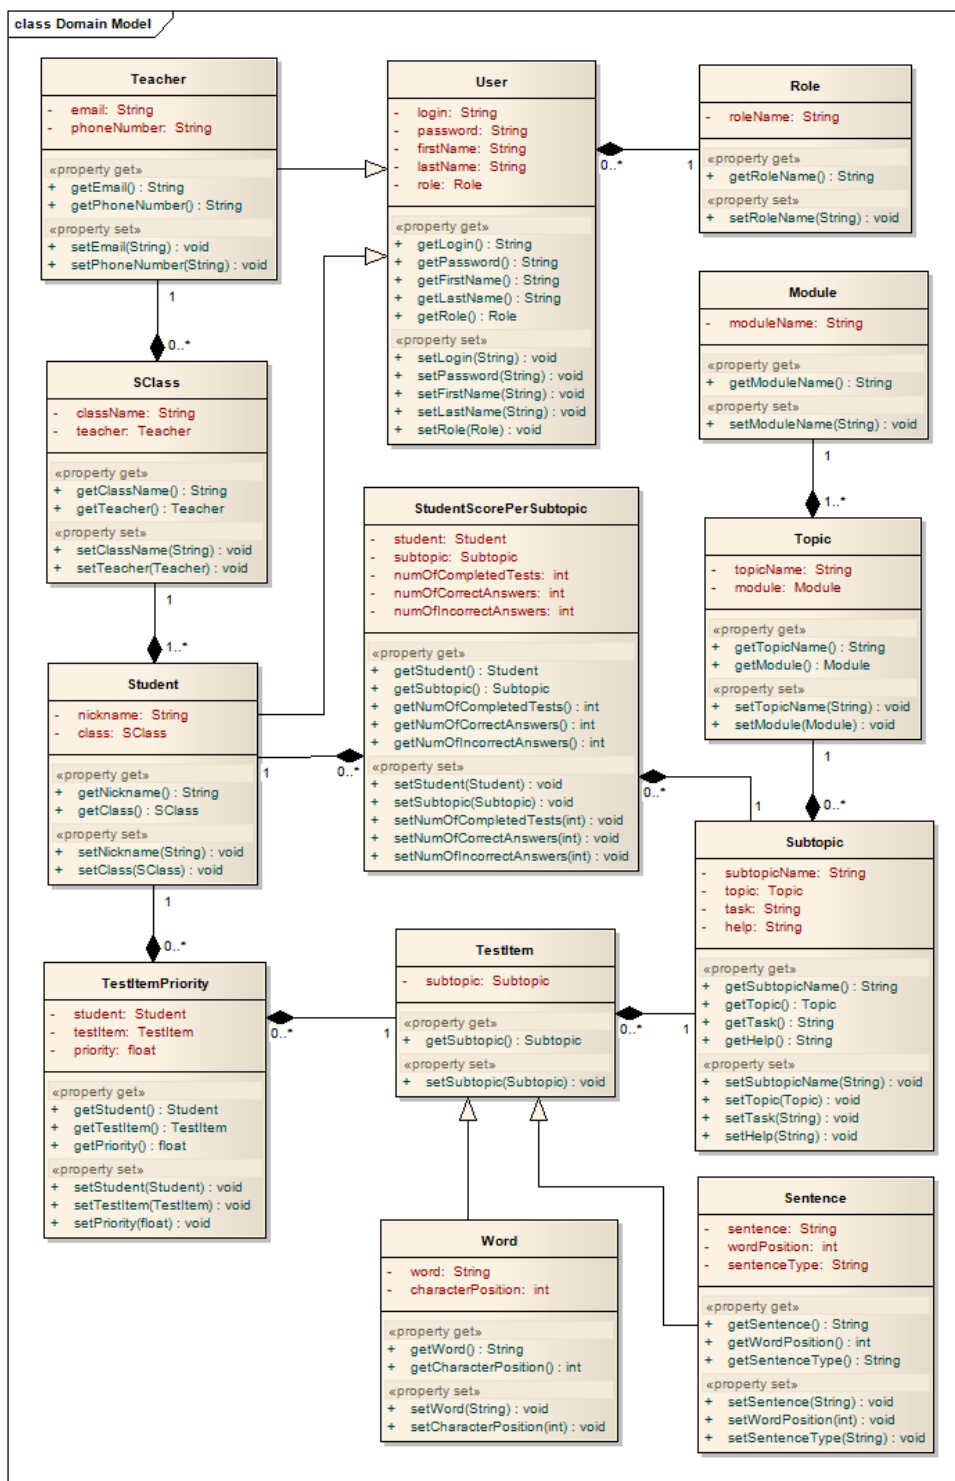 class Domain Model
Teacher
- email: String
- phoneNumber: String
«property get»
+ getEmail() : String
+ getPhoneNumber() : String
«property set»
+ setEmail(String) : void
+ setPhoneNumber(String) : void
1
0..*
User
- login: String
- password: String
- firstName: String
- lastName: String
- role: Role
«property get»
+ getLogin() : String
+ getPassword() : String
+ getFirstName() : String
+ getLastName() : String
+ getRole() : Role
«property set»
+ setLogin(String) : void
+ setPassword(String) : void
+ setFirstName(String) : void
+ setLastName(String) : void
+ setRole(Role) : void
0..*
1
Role
- roleName: String
«property get»
+ getRoleName() : String
«property set»
+ setRoleName(String) : void
Module
- moduleName: String
«property get»
+ getModuleName() : String
«property set»
+ setModuleName(String) : void
1
1..*
SClass
- className: String
- teacher: Teacher
«property get»
+ getClassName() : String
+ getTeacher() : Teacher
«property set»
+ setClassName(String) : void
+ setTeacher(Teacher) : void
1
1..*
StudentScorePerSubtopic
- student: Student
- subtopic: Subtopic
- numOfCompletedTests: int
- numOfCorrectAnswers: int
- numOfIncorrectAnswers: int
«property get»
+ getStudent() : Student
+ getSubtopic() : Subtopic
+ getNumOfCompletedTests() : int
+ getNumOfCorrectAnswers() : int
+ getNumOfIncorrectAnswers() : int
«property set»
+ setStudent(Student) : void
+ setSubtopic(Subtopic) : void
+ setNumOfCompletedTests(int) : void
+ setNumOfCorrectAnswers(int) : void
+ setNumOfIncorrectAnswers(int) : void
Topic
- topicName: String
- module: Module
«property get»
+ getTopicName() : String
+ getModule() : Module
«property set»
+ setTopicName(String) : void
+ setModule(Module) : void
1
0..*
Student
- nickname: String
- class: SClass
«property get»
+ getNickname() : String
+ getClass() : SClass
«property set»
+ setNickname(String) : void
+ setClass(SClass) : void
1
0..*
0..*
1
1
0..*
Subtopic
- subtopicName: String
- topic: Topic
- task: String
- help: String
«property get»
+ getSubtopicName() : String
+ getTopic() : Topic
+ getTask() : String
+ getHelp() : String
«property set»
+ setSubtopicName(String) : void
+ setTopic(Topic) : void
+ setTask(String) : void
+ setHelp(String) : void
TestItemPriority
- student: Student
- testItem: TestItem
- priority: float
«property get»
+ getStudent() : Student
+ getTestItem() : TestItem
+ getPriority() : float
«property set»
+ setStudent(Student) : void
+ setTestItem(TestItem) : void
+ setPriority(float) : void
0..*
1
TestItem
- subtopic: Subtopic
«property get»
+ getSubtopic() : Subtopic
«property set»
+ setSubtopic(Subtopic) : void
0..*
1
Word
- word: String
- characterPosition: int
«property get»
+ getWord() : String
+ getCharacterPosition() : int
«property set»
+ setWord(String) : void
+ setCharacterPosition(int) : void
Sentence
- sentence: String
- wordPosition: int
- sentenceType: String
«property get»
+ getSentence() : String
+ getWordPosition() : int
+ getSentenceType() : String
«property set»
+ setSentence(String) : void
+ setWordPosition(int) : void
+ setSentenceType(String) : void